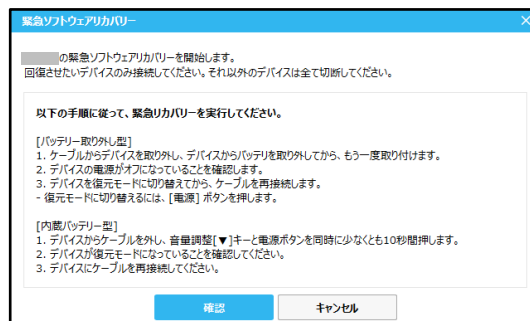 緊急ソフトウェアリカバリー
の緊急ソフトウェアリカバリーを開始します。
回復させたいデバイスのみ接続してください。それ以外のデバイスは全て切断してください。
以下の手順に従って、緊急リカバリーを実行してください。
[バッテリー取り外し型]
1. ケーブルからデバイスを取り外し、デバイスからバッテリを取り外してから、もう一度取り付けます。
2. デバイスの電源がオフになっていることを確認します。
3. デバイスを復元モードに切り替えてから、ケーブルを再接続します。
- 復元モードに切り替えるには、[電源] ボタンを押します。
[内蔵バッテリー型]
1. デバイスからケーブルを外し、音量調整[▼]キーと電源ボタンを同時に少なくとも10秒間押します。
2. デバイスが復元モードになっていることを確認してください。
3. デバイスにケーブルを再接続してください。
確認 キャンセル